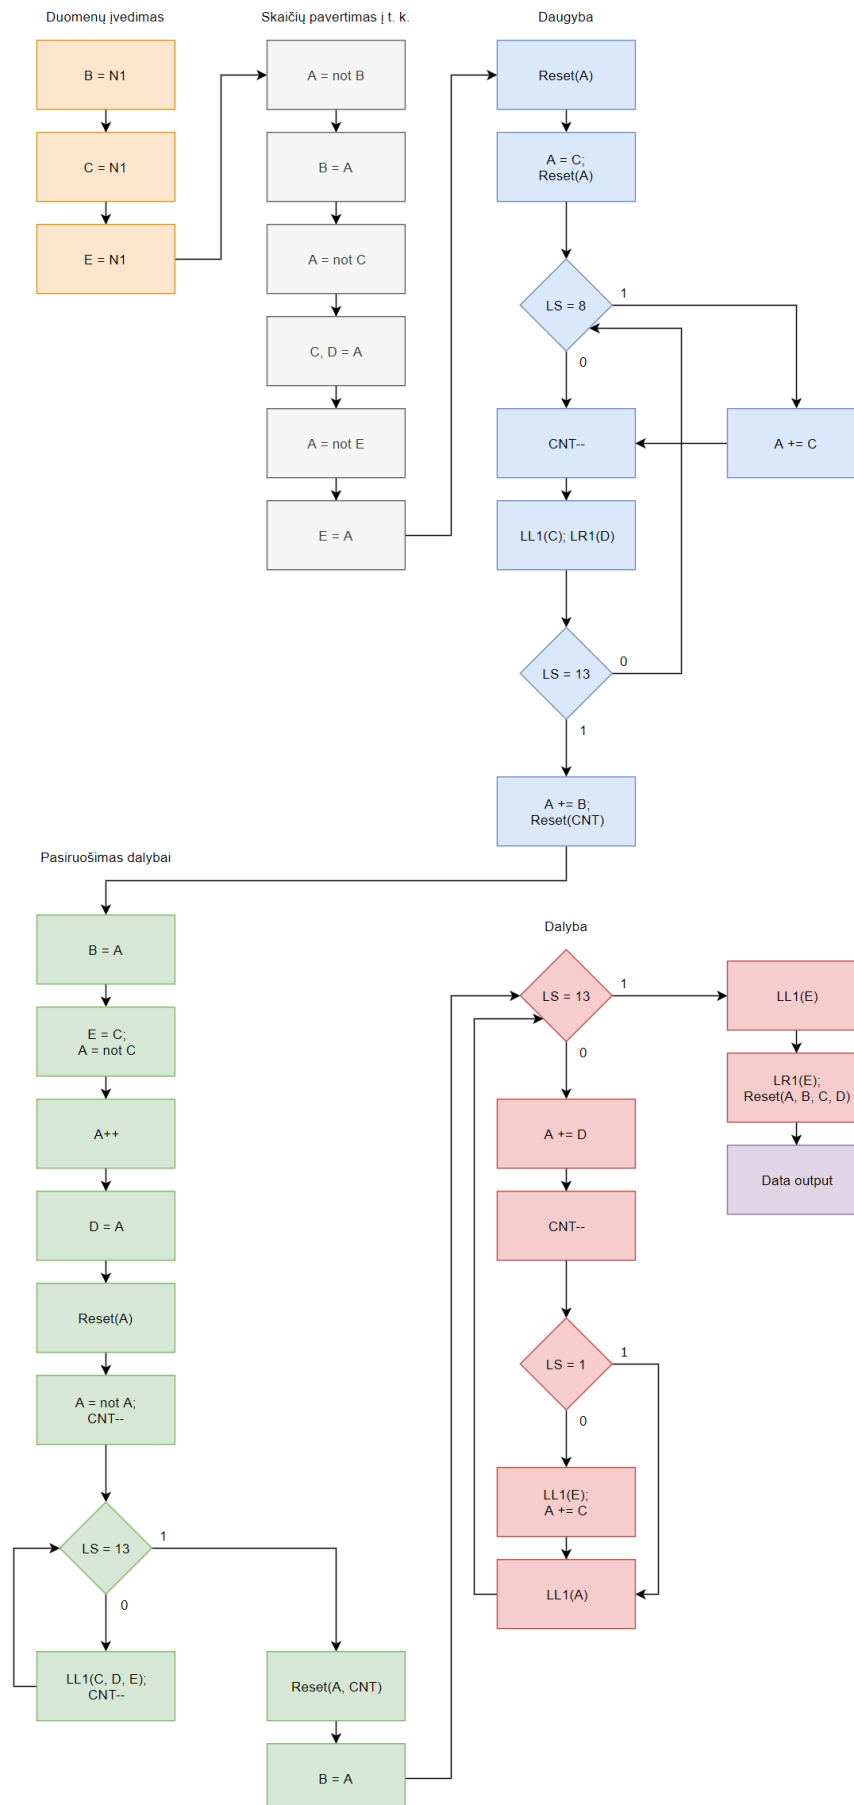 Duomenų įvedimas
B = N1
C = N1
E = N1
Skaičių pavertimas į t. k.
A = not B
B = A
A = not C
C, D = A
A = not E
E = A
Daugyba
Reset(A)
A = C;
Reset(A)
LS = 8
1
0
CNT--
A += C
LL1(C); LR1(D)
LS = 13
0
1
A += B;
Reset(CNT)
Pasiruošimas dalybai
B = A
E = C;
A = not C
A++
D = A
Reset(A)
A = not A;
CNT--
LS = 13
1
0
LL1(C, D, E);
CNT--
Reset(A, CNT)
B = A
Dalyba
LS = 13
1
0
A += D
CNT--
LS = 1
1
0
LL1(E);
A += C
LL1(A)
LL1(E)
LR1(E);
Reset(A, B, C, D)
Data output